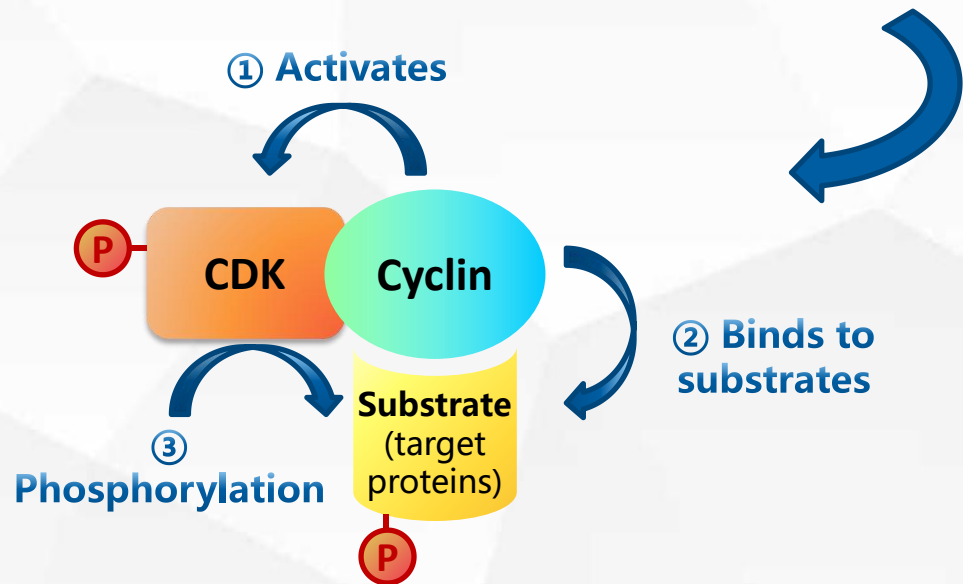 ① Activates
P
CDK
Cyclin
② Binds to
substrates
Substrate
(target
proteins)
③
Phosphorylation
P